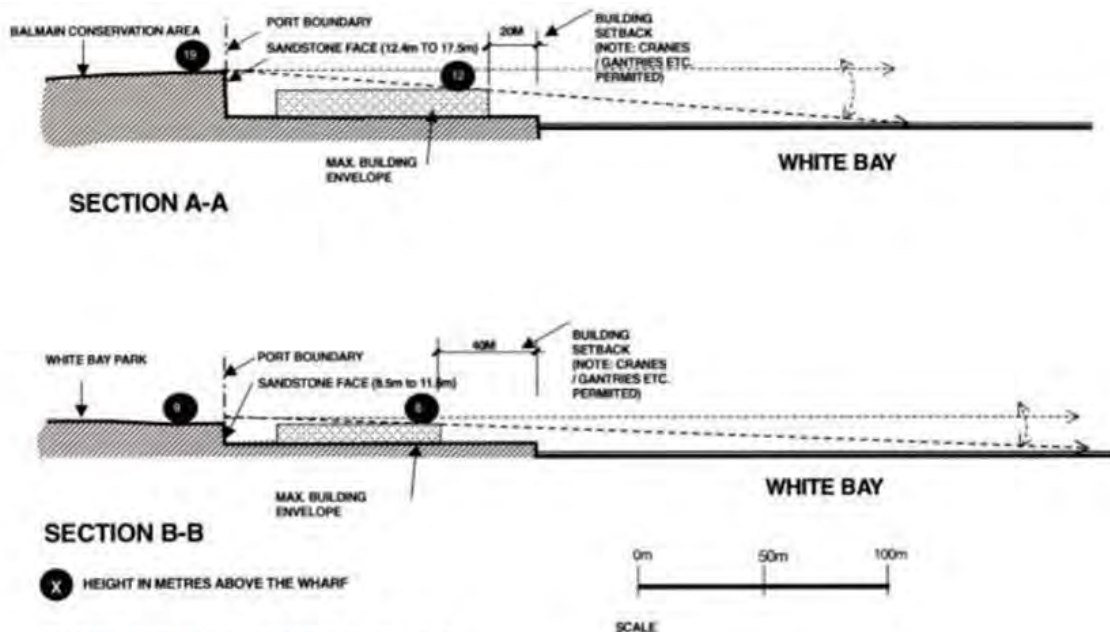 BALMAIN CONSERVATION AREA
PORT BOUNDARY
SANDSTONE FACE (12.4m TO 17.5m)
19
12
20M
BUILDING
SETBACK
(NOTE: CRANES
/ GANTRIES ETC.
PERMIITED)
MAX. BUILDING
ENVELOPE
WHITE BAY
SECTION A-A
WHITE BAY PARK
PORT BOUNDARY
SANDSTONE FACE
9
40M
BUILDING
SETBACK
(NOTE: CRANES
/ GANTRIES ETC.
PERMIITED)
MAX. BUILDING
ENVELOPE
WHITE BAY
SECTION B-B
X HEIGHT IN METRES ABOVE THE WHARF
0m 50m 100m
SCALE